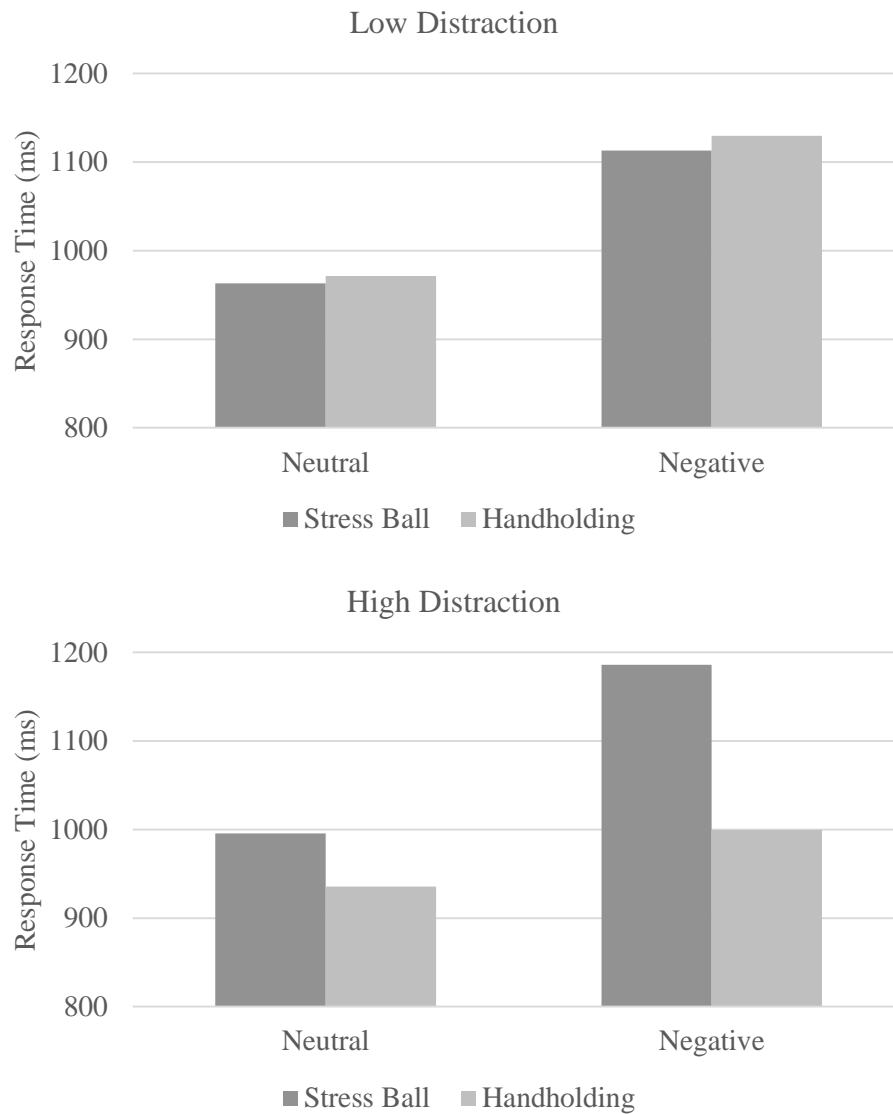 Low Distraction
1200
1100
1000
900
800
Response Time (ms)
Neutral Negative
Stress Ball Handholding
High Distraction
1200
1100
1000
900
800
Response Time (ms)
Neutral Negative
Stress Ball Handholding